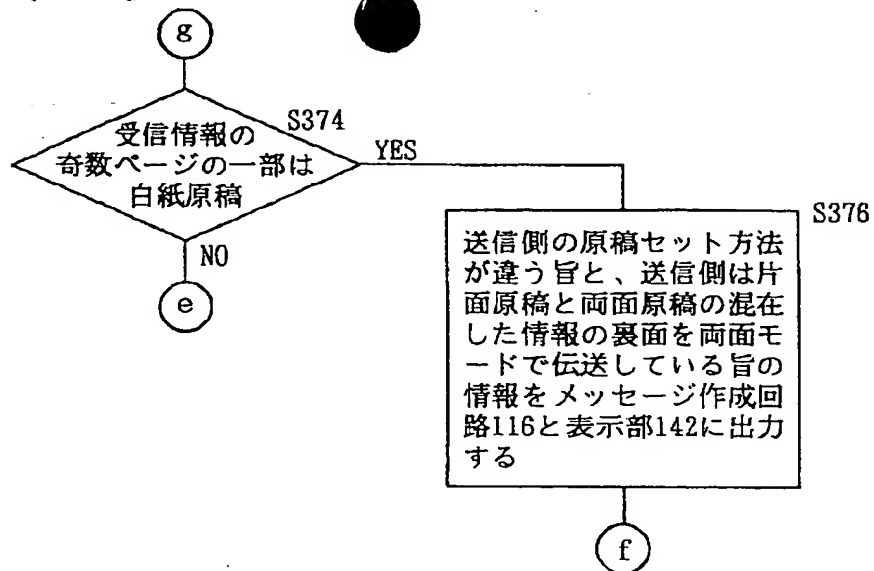 g
S374
受信情報の
奇数ページの一部は
白紙原稿
YES
NO
e
S376
送信側の原稿セット方法
が違う旨と、送信側は片
面原稿と両面原稿の混在
した情報の裏面を両面モ
ードで伝送している旨の
情報をメッセージ作成回
路116と表示部142に出力
する
f